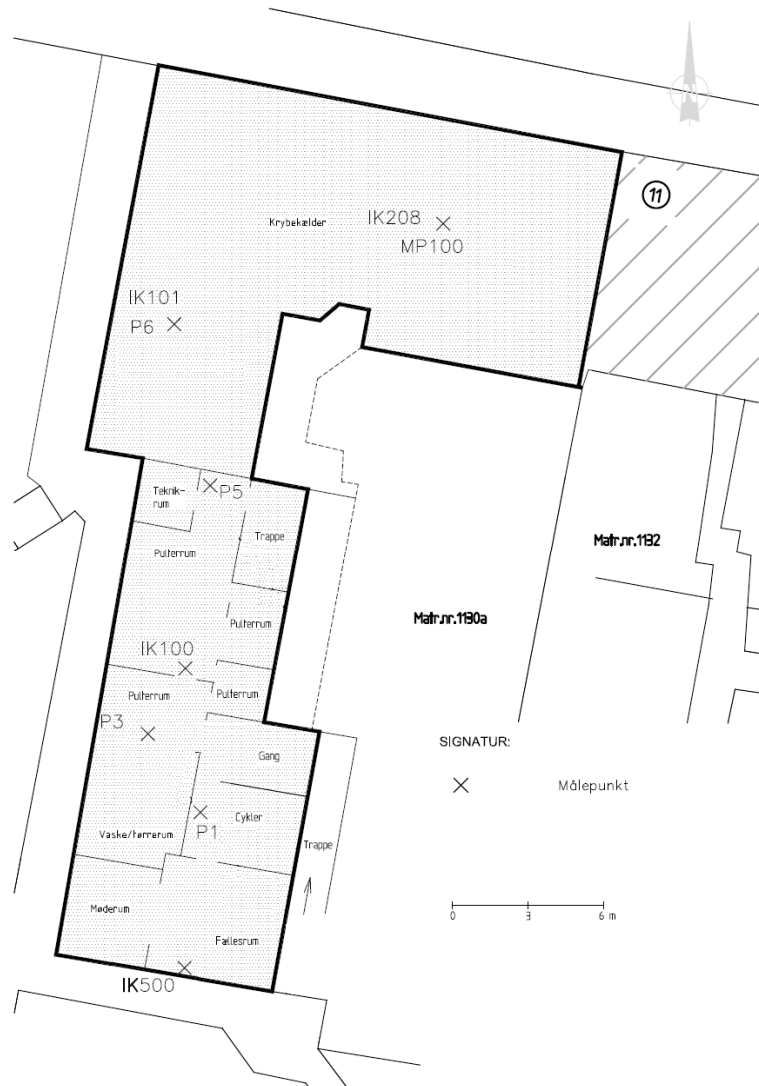 11
Krybekælder
IK208
MP100
IK101
P6
Teknik-
rum
P5
Trappe
Pulterrum
Matr.nr.1132
Pulterrum
Matr.nr.1130a
IK100
Pulterrum
Pulterrum
P3
Gang
SIGNATUR:
Målepunkt
Cykler
P1
Vaske/tørrerum
Trappe
Møderum
0 3 6 m
Fællesrum
IK500